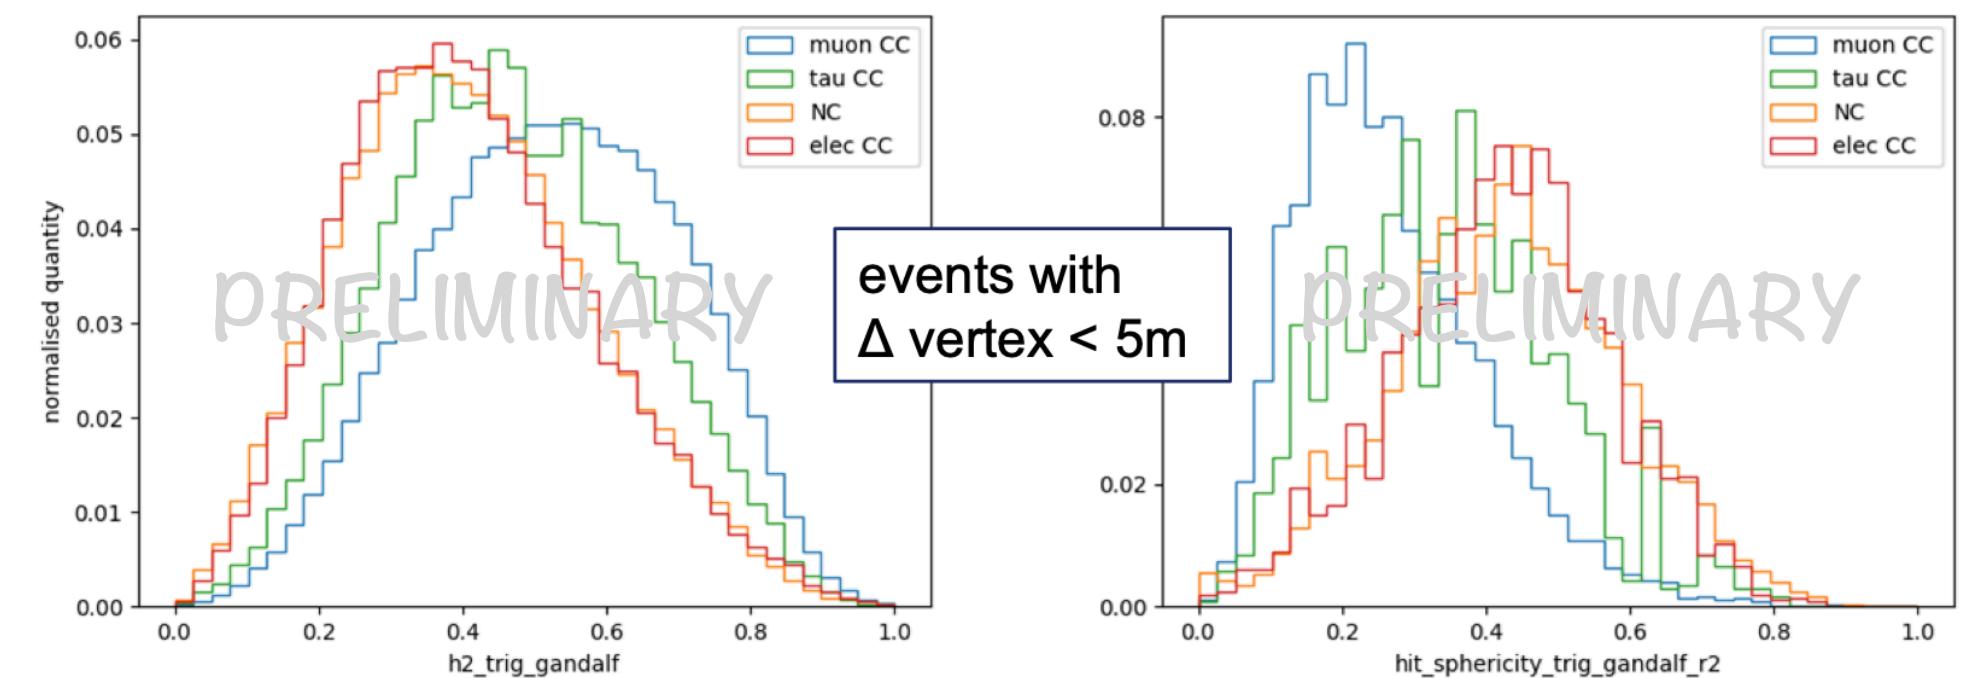 0.06
0.05
0.04
0.03
0.02
0.01
0.00
normalised quantity
muon CC
tau CC
NC
elec CC
PRELIMINARY
0.0 0.2 0.4 0.6 0.8 1.0
h2_trig_gandalf
events with
Δ vertex < 5m
0.08
0.02
0.00
muon CC
tau CC
NC
elec CC
PRELIMINARY
0.0 0.2 0.4 0.6 0.8 1.0
hit_sphericity_trig_gandalf_r2